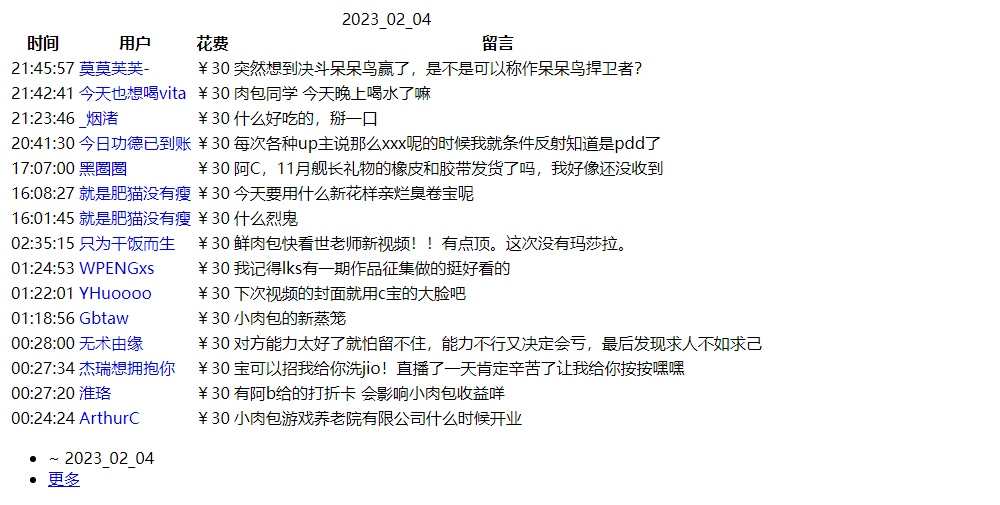 2023_02_04
时间 用户 花费 留言
21:45:57 莫莫芙芙- ￥30 突然想到决斗呆呆鸟赢了，是不是可以称作呆呆鸟捍卫者？
21:42:41 今天也想喝vita ￥30 肉包同学 今天晚上喝水了嘛
21:23:46 _烟渚 ￥30 什么好吃的，掰一口
20:41:30 今日功德已到账 ￥30 每次各种up主说那么xxx呢的时候我就条件反射知道是pdd了
17:07:00 黑圈圈 ￥30 阿C，11月舰长礼物的橡皮和胶带发货了吗，我好像还没收到
16:08:27 就是肥猫没有瘦 ￥30 今天要用什么新花样亲烂臭卷宝呢
16:01:45 就是肥猫没有瘦 ￥30 什么烈鬼
02:35:15 只为干饭而生 ￥30 鲜肉包快看世老师新视频！！有点顶。这次没有玛莎拉。
01:24:53 WPENGxs ￥30 我记得lks有一期作品征集做的挺好看的
01:22:01 YHuoooo ￥30 下次视频的封面就用c宝的大脸吧
01:18:56 Gbtaw ￥30 小肉包的新蒸笼
00:28:00 无术由缘 ￥30 对方能力太好了就怕留不住，能力不行又决定会亏，最后发现求人不如求己
00:27:34 杰瑞想拥抱你 ￥30 宝可以招我给你洗jio！直播了一天肯定辛苦了让我给你按按嘿嘿
00:27:20 淮珞 ￥30 有阿b给的打折卡 会影响小肉包收益咩
00:24:24 ArthurC ￥30 小肉包游戏养老院有限公司什么时候开业
~ 2023_02_04
更多